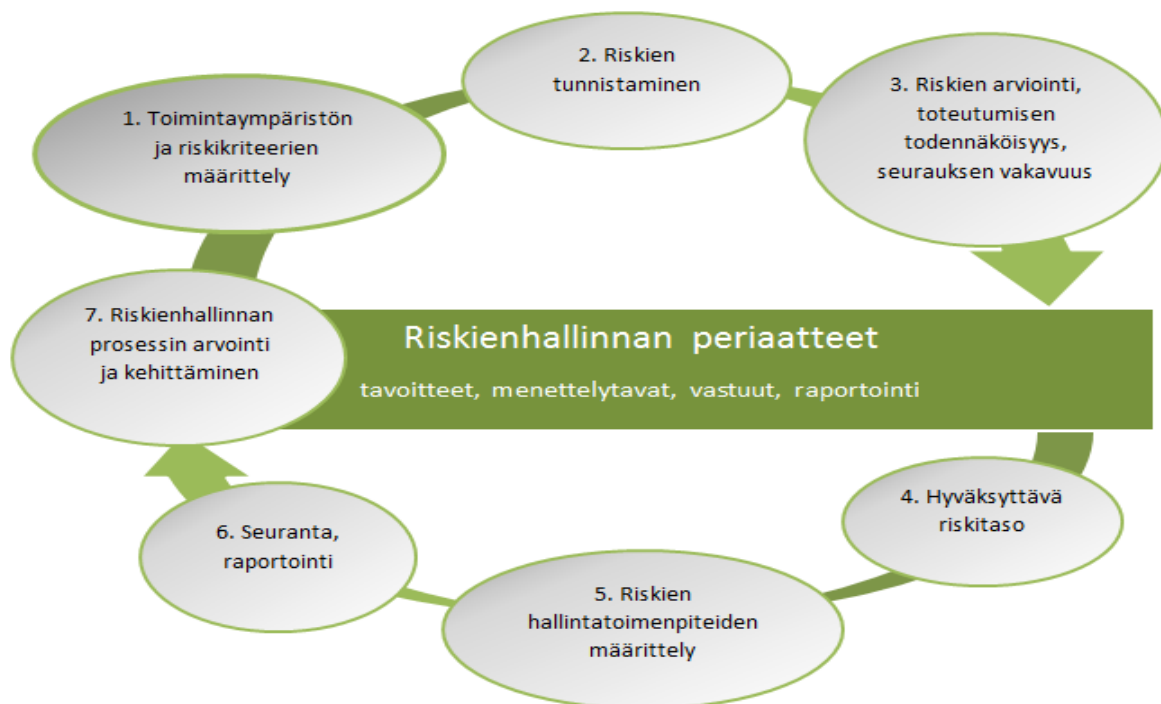 1. Toimintaympäristön
ja riskikriteerien
määrittely
2. Riskien
tunnistaminen
3. Riskien arviointi,
toteutumisen
todennäköisyys,
seurauksen vakavuus
Riskienhallinnan periaatteet
tavoitteet, menettelytavat, vastuut, raportointi
4. Hyväksyttävä
riskitaso
5. Riskien
hallintatoimenpiteiden
määrittely
6. Seuranta,
raportointi
7. Riskienhallinnan
prosessin arvointi
ja kehittäminen